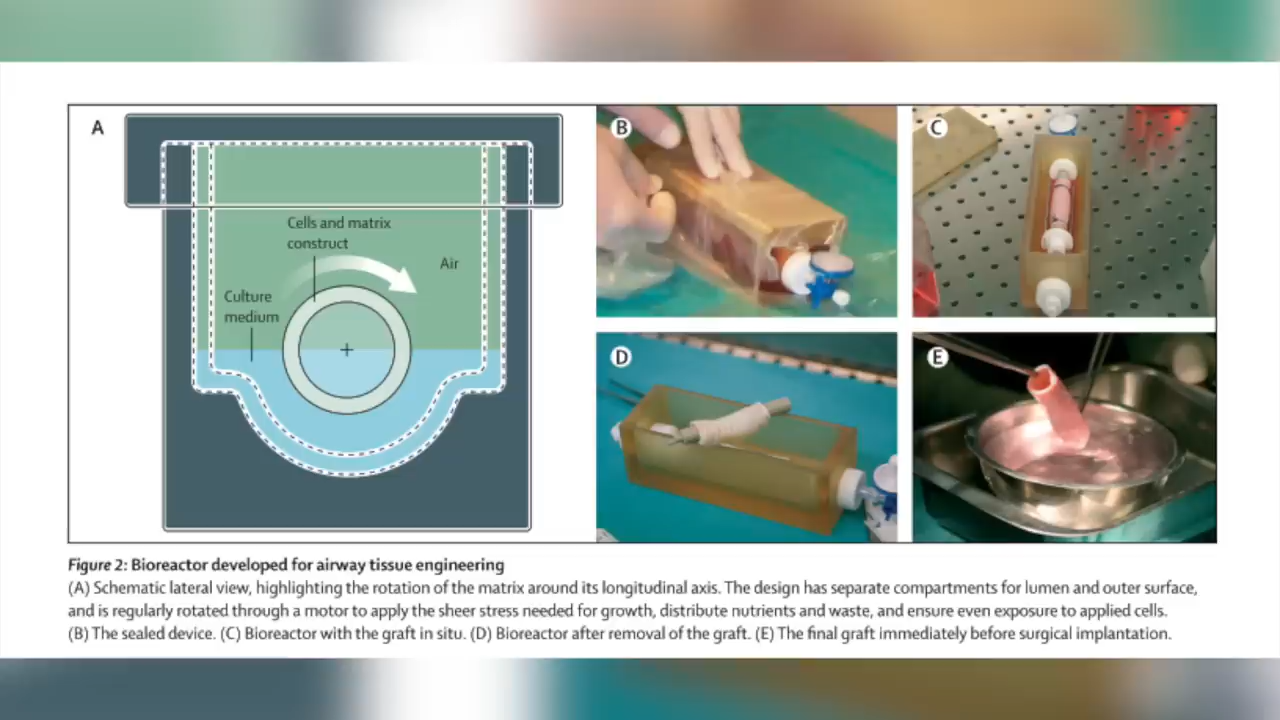 A
B
C
Cells and matrix
construct
Air
Culture
medium
D
E
Figure 2: Bioreactor developed for airway tissue engineering
(A) Schematic lateral view, highlighting the rotation of the matrix around its longitudinal axis. The design has separate compartments for lumen and outer surface,
and is regularly rotated through a motor to apply the sheer stress needed for growth, distribute nutrients and waste, and ensure even exposure to applied cells.
(B) The sealed device. (C) Bioreactor with the graft in situ. (D) Bioreactor after removal of the graft. (E) The final graft immediately before surgical implantation.